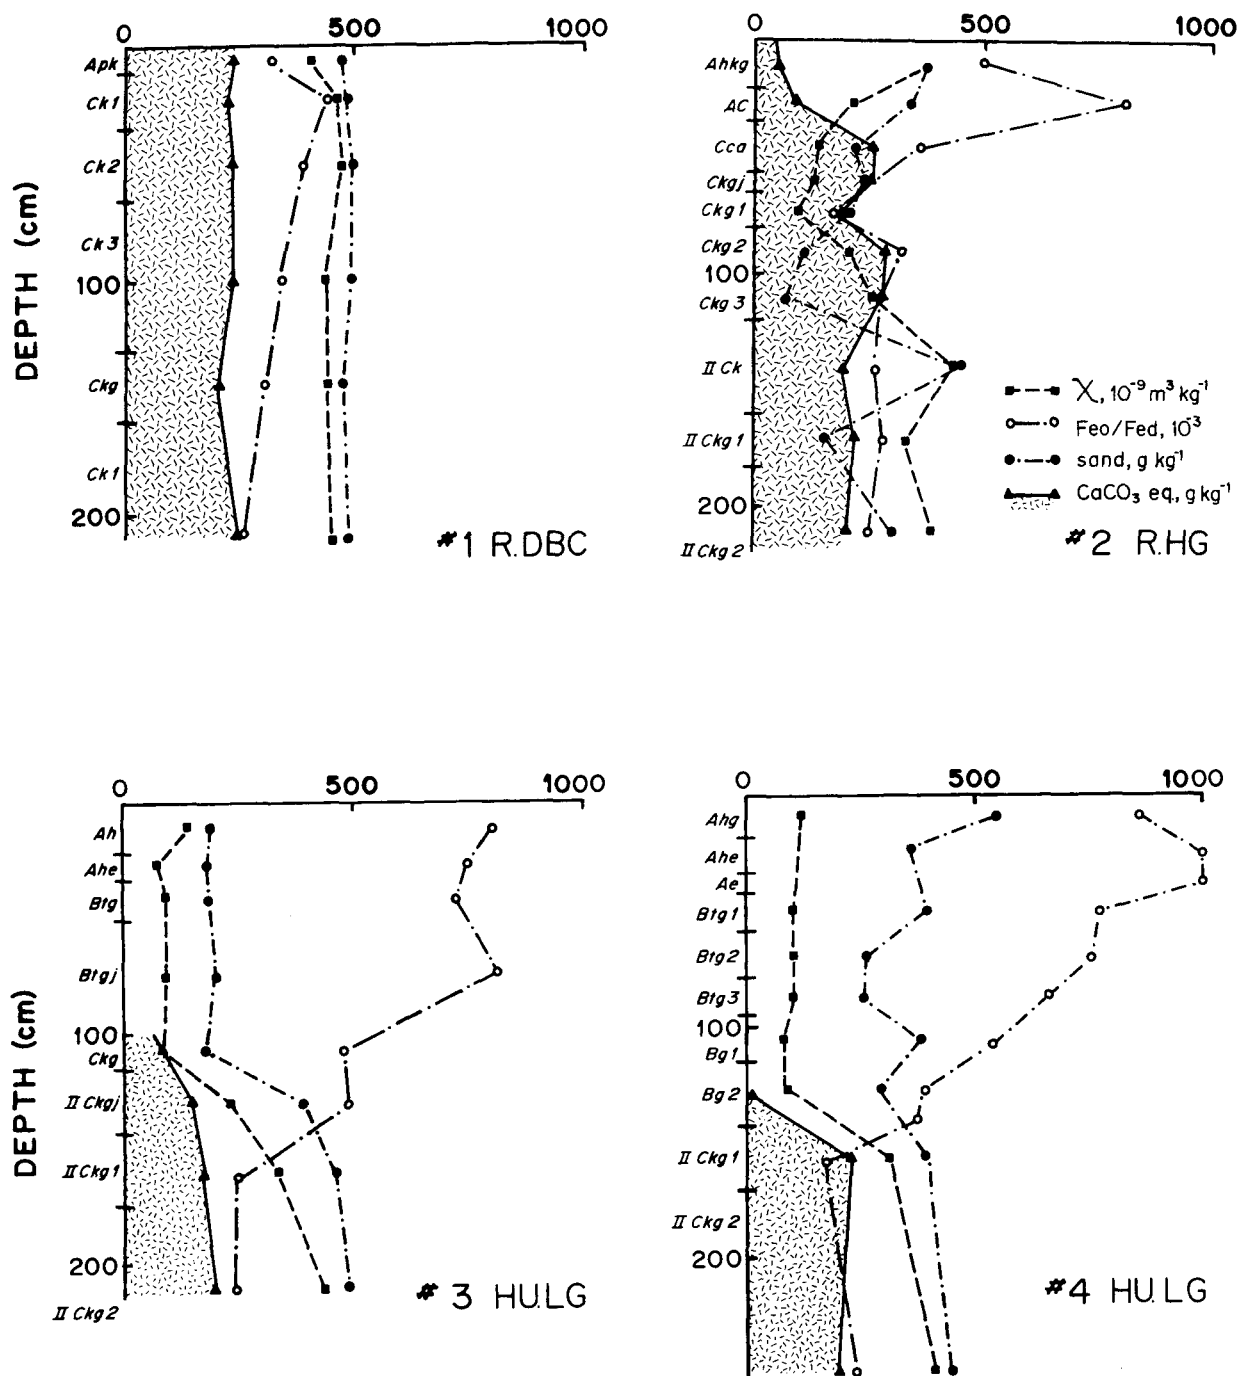 0 500 1000
Apk
Ck1
Ck2
Ck3
100
Ckg
Ck1
200
DEPTH (cm)
#1 R.DBC
0 500 1000
Ahkg
AC
Cca
Ckgj
Ckg1
Ckg2
100
Ckg3
II Ck
II Ckg1
200
II Ckg2
χ, 10⁻⁹ m³ kg⁻¹
Feo/Fed, 10⁻³
sand, g kg⁻¹
CaCO₃ eq., g kg⁻¹
#2 R.HG
0 500 1000
Ah
Ahe
Btg
Btgj
100
Ckg
II Ckgj
II Ckg1
200
II Ckg2
DEPTH (cm)
#3 HU.LG
0 500 1000
Ahg
Ahe
Ae
Btg1
Btg2
Btg3
100
Bg1
Bg2
II Ckg1
II Ckg2
200
#4 HU.LG